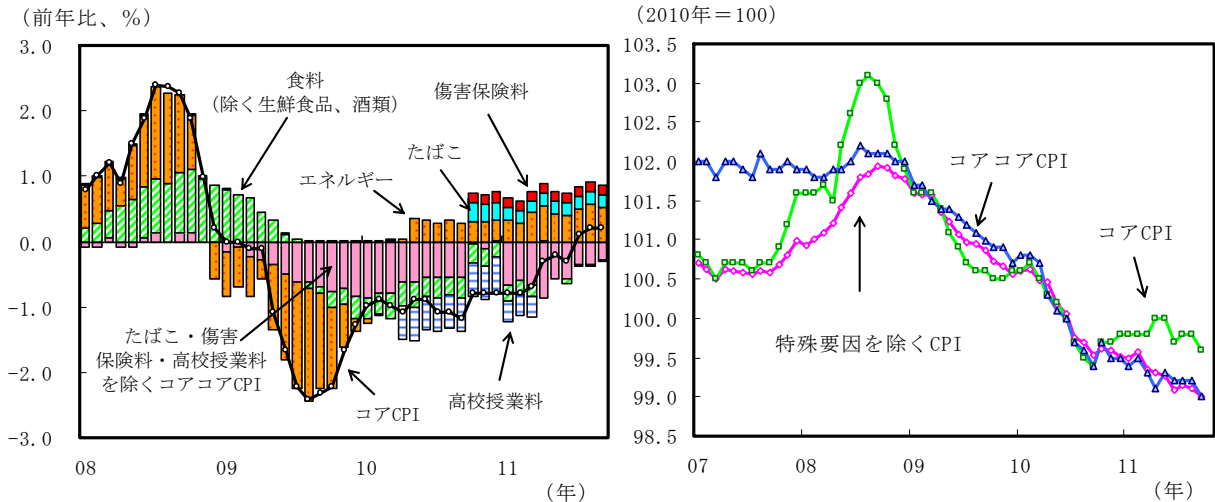 （前年比、%）
3.0
2.0
1.0
0.0
-1.0
-2.0
-3.0
08
09
10
11
（年）
食料
（除く生鮮食品、酒類）
傷害保険料
たばこ
エネルギー
たばこ・傷害
保険料・高校授業料
を除くコアコアCPI
コアCPI
高校授業料
（2010年＝100）
103.5
103.0
102.5
102.0
101.5
101.0
100.5
100.0
99.5
99.0
98.5
07
08
09
10
11
（年）
コアコアCPI
コアCPI
特殊要因を除くCPI